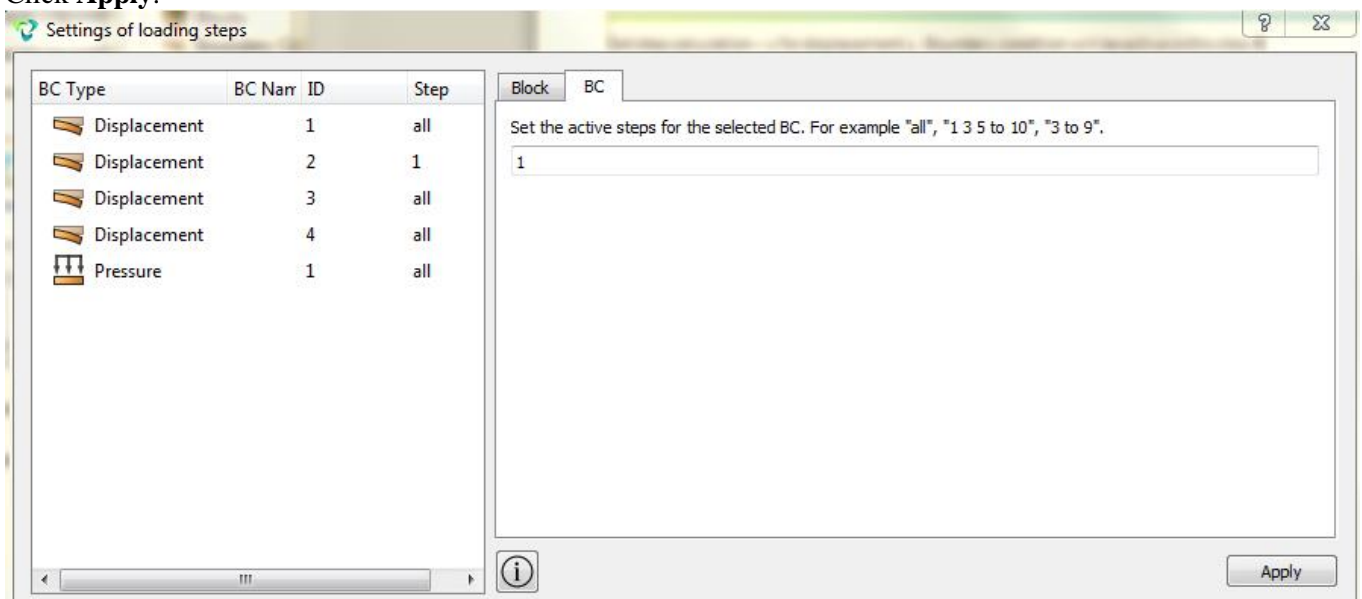 Click Apply.
Settings of loading steps
BC Type BC Nam ID Step
Displacement 1 all
Displacement 2 1
Displacement 3 all
Displacement 4 all
Pressure 1 all
Block BC
Set the active steps for the selected BC. For example "all", "1 3 5 to 10", "3 to 9".
1
Apply